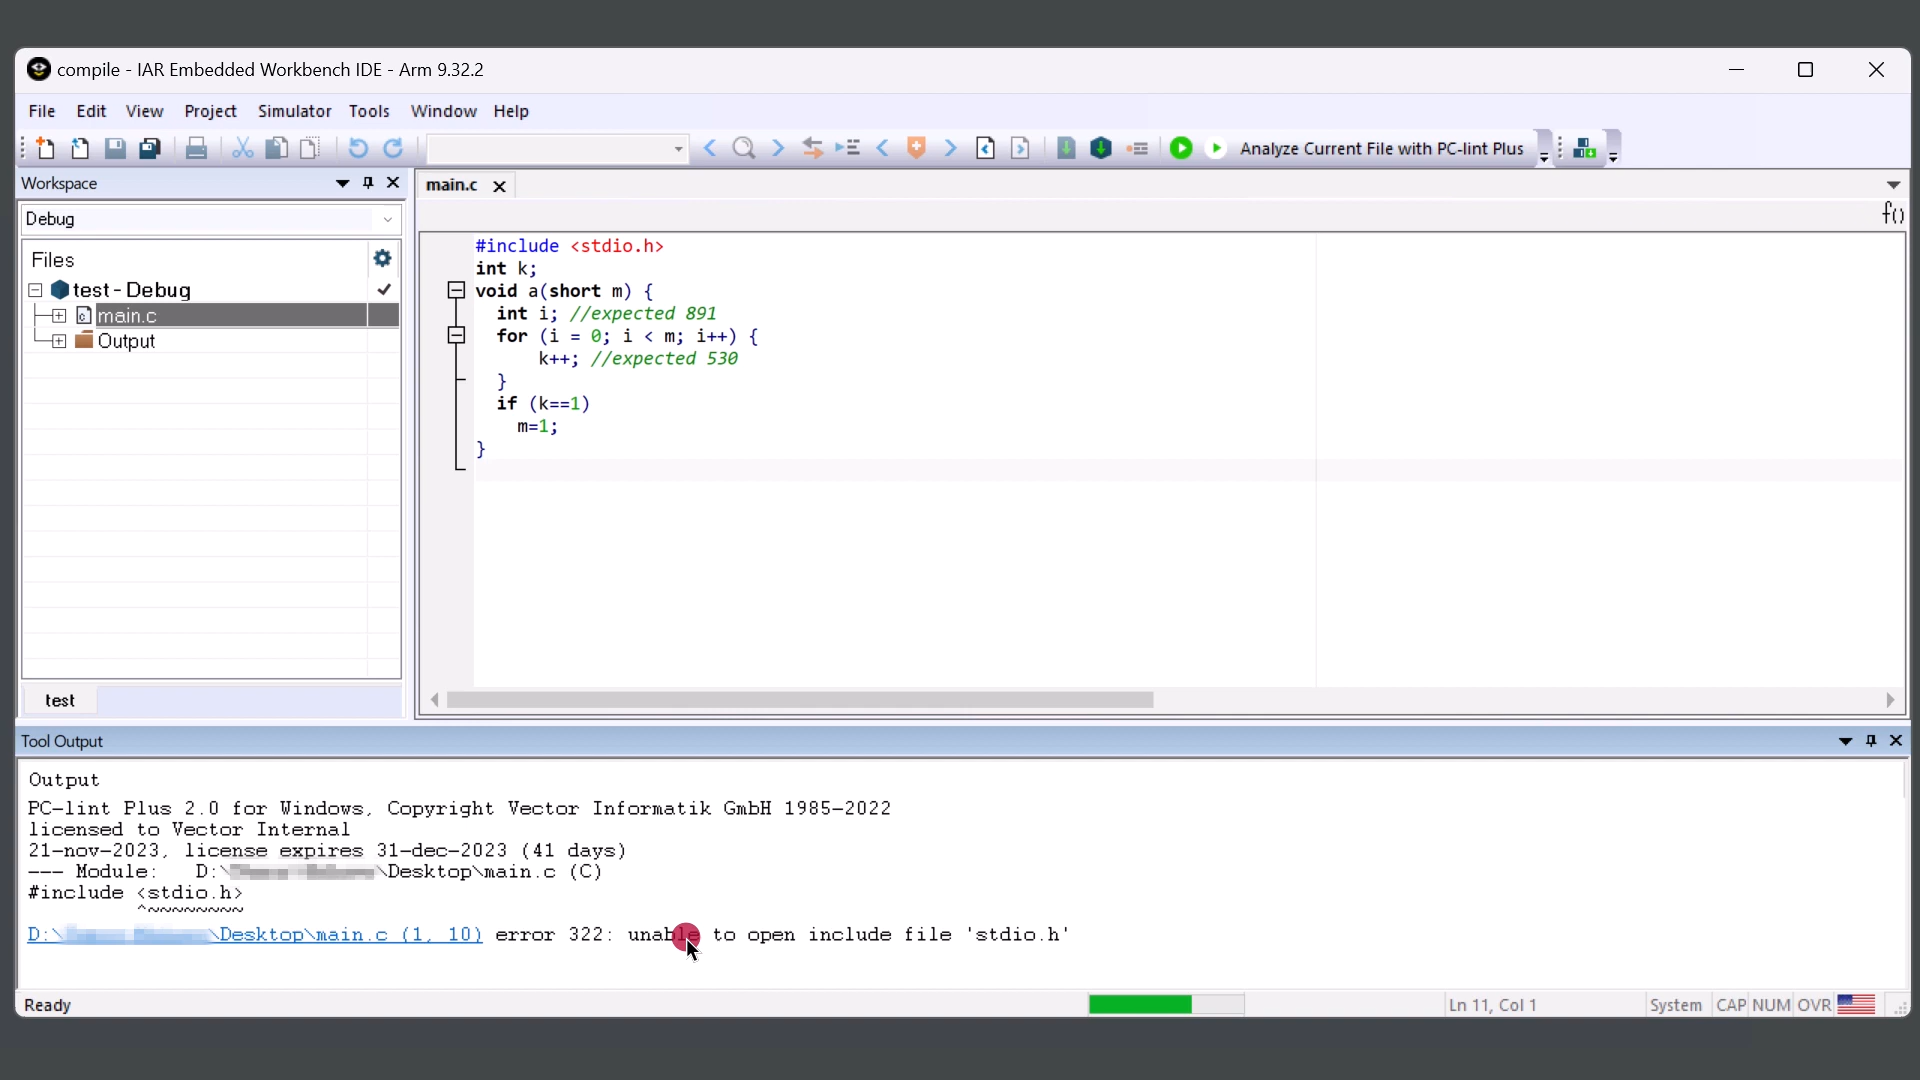 compile - IAR Embedded Workbench IDE - Arm 9.32.2
File Edit View Project Simulator Tools Window Help
Analyze Current File with PC-lint Plus
Workspace
main.c
Debug
f()
Files
test - Debug
main.c
Output
#include <stdio.h>
int k;
void a(short m) {
int i; //expected 891
for (i = 0; i < m; i++) {
k++; //expected 530
}
if (k==1)
m=1;
}
test
Tool Output
Output
PC-lint Plus 2.0 for Windows, Copyright Vector Informatik GmbH 1985-2022
licensed to Vector Internal
21-nov-2023, license expires 31-dec-2023 (41 days)
--- Module: D:\ \Desktop\main.c (C)
#include <stdio.h>
^~~~~~~~~
D:\ \Desktop\main.c (1, 10) error 322: unable to open include file 'stdio.h'
Ready
Ln 11, Col 1
System CAP NUM OVR